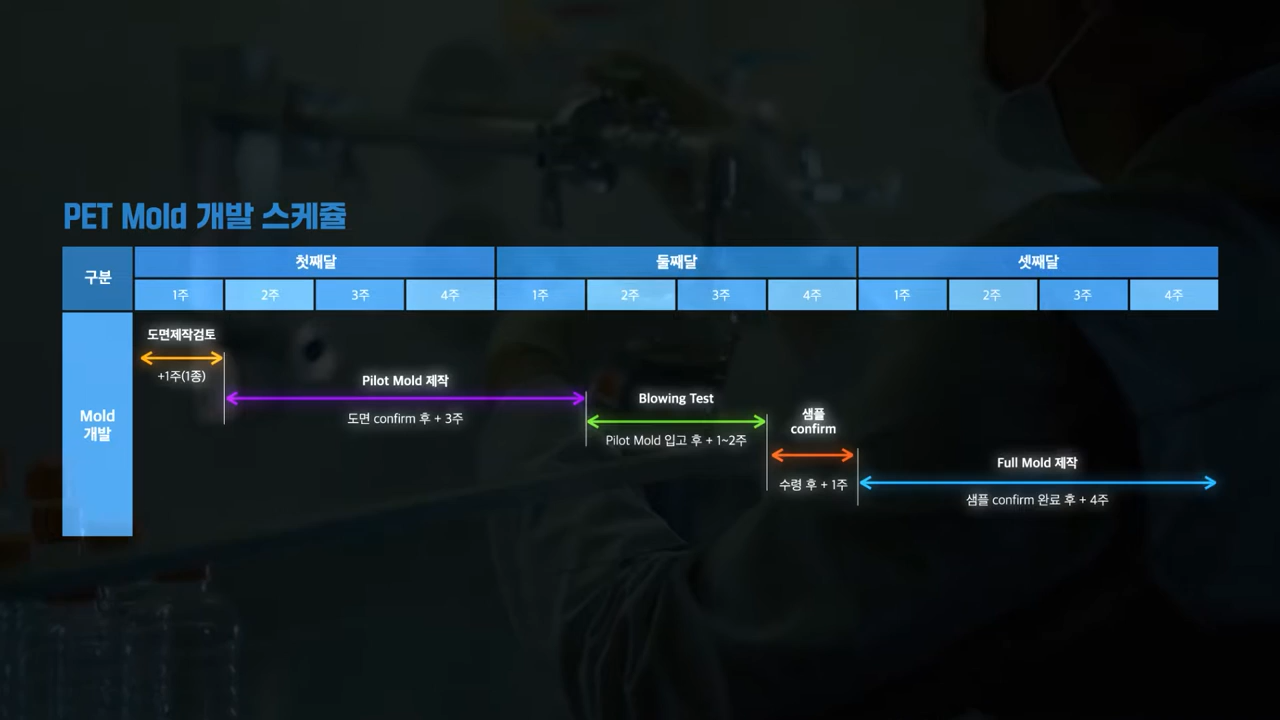 PET Mold 개발 스케쥴
구분
첫째달
둘째달
셋째달
1주
2주
3주
4주
1주
2주
3주
4주
1주
2주
3주
4주
Mold
개발
도면제작검토
+1주(1종)
Pilot Mold 제작
도면 confirm 후 + 3주
Blowing Test
Pilot Mold 입고 후 + 1~2주
샘플
confirm
수령 후 + 1주
Full Mold 제작
샘플 confirm 완료 후 + 4주